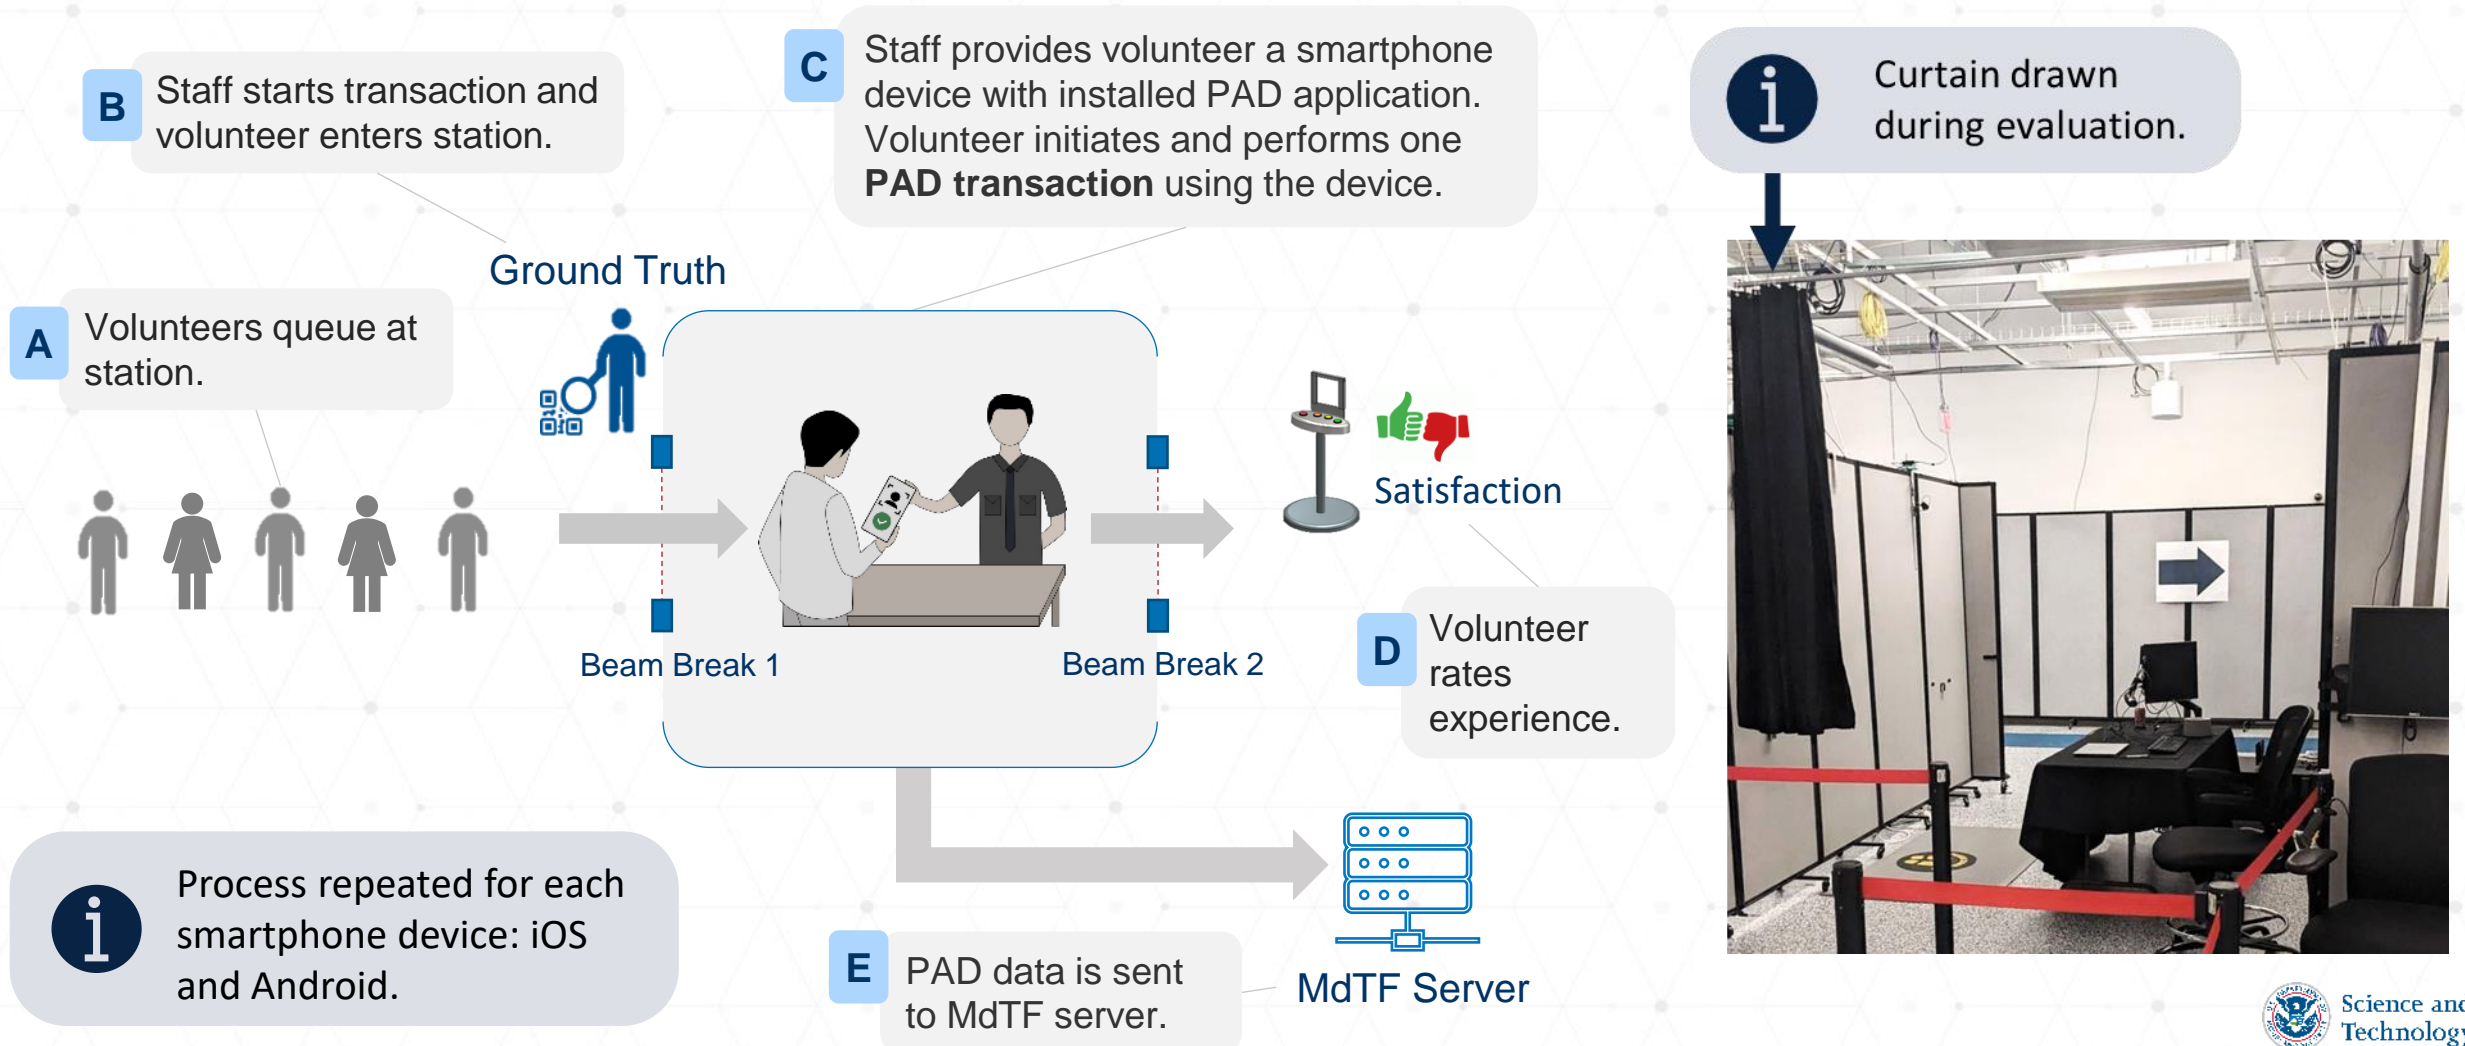 B
Staff starts transaction and
volunteer enters station.
C
Staff provides volunteer a smartphone
device with installed PAD application.
Volunteer initiates and performs one
PAD transaction using the device.
Curtain drawn
during evaluation.
Ground Truth
A
Volunteers queue at
station.
Satisfaction
Beam Break 1
Beam Break 2
D
Volunteer
rates
experience.
Process repeated for each
smartphone device: iOS
and Android.
E
PAD data is sent
to MdTF server.
MdTF Server
Science and
Technology